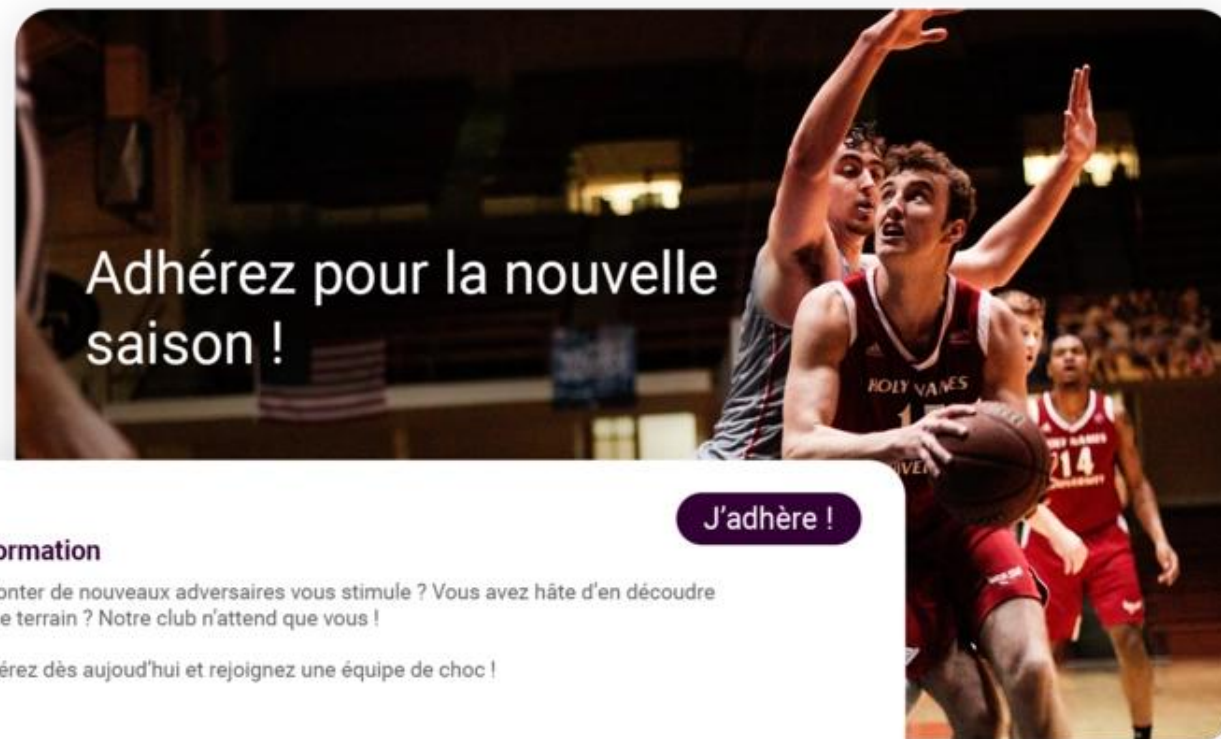 Adhérez pour la nouvelle
saison !
HOLY NAMES
14
J'adhère !
ormation
onter de nouveaux adversaires vous stimule ? Vous avez hâte d'en découdre
e terrain ? Notre club n'attend que vous !
érez dès aujoud'hui et rejoignez une équipe de choc !